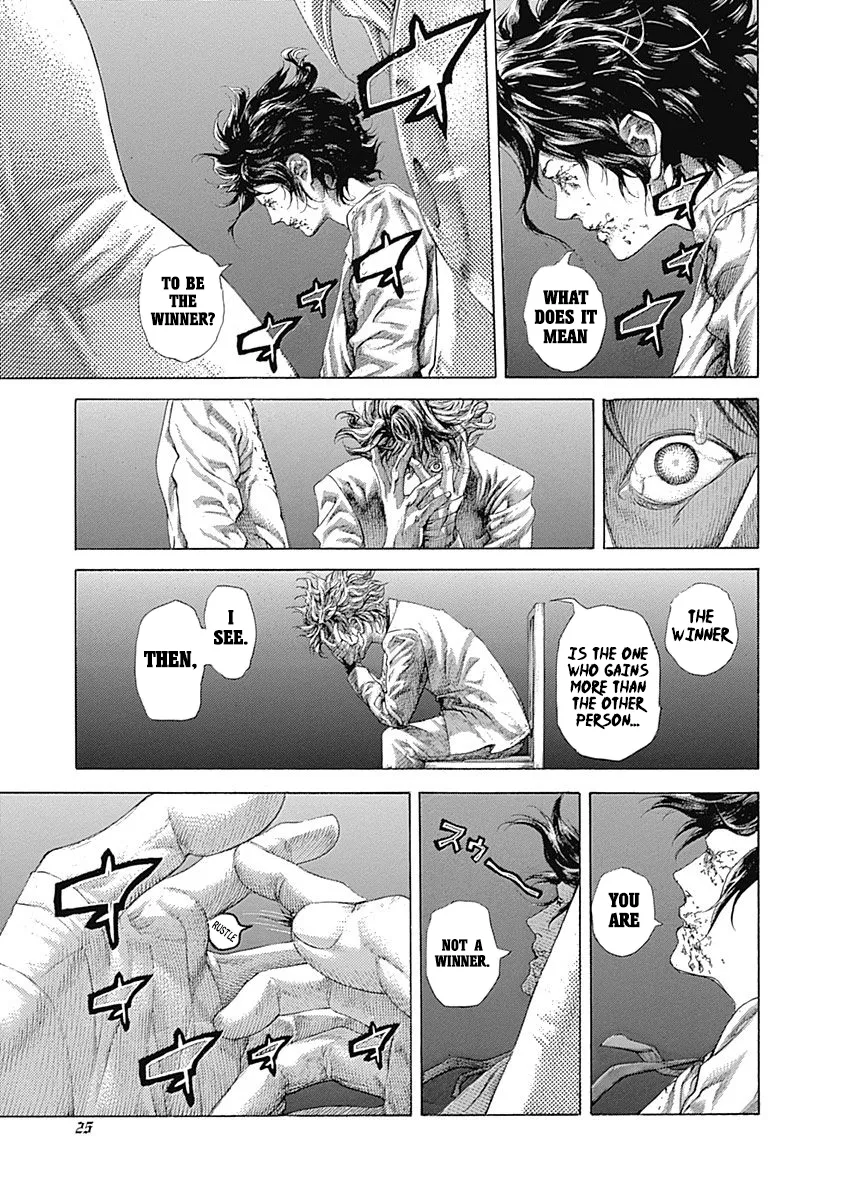 WHAT
DOES IT
MEAN
TO BE
THE
WINNER?
THE
WINNER
IS THE ONE
WHO GAINS
MORE THAN
THE OTHER
PERSON...
I
SEE.
THEN,
YOU
ARE
スゥーー
NOT A
WINNER.
RUSTLE
25